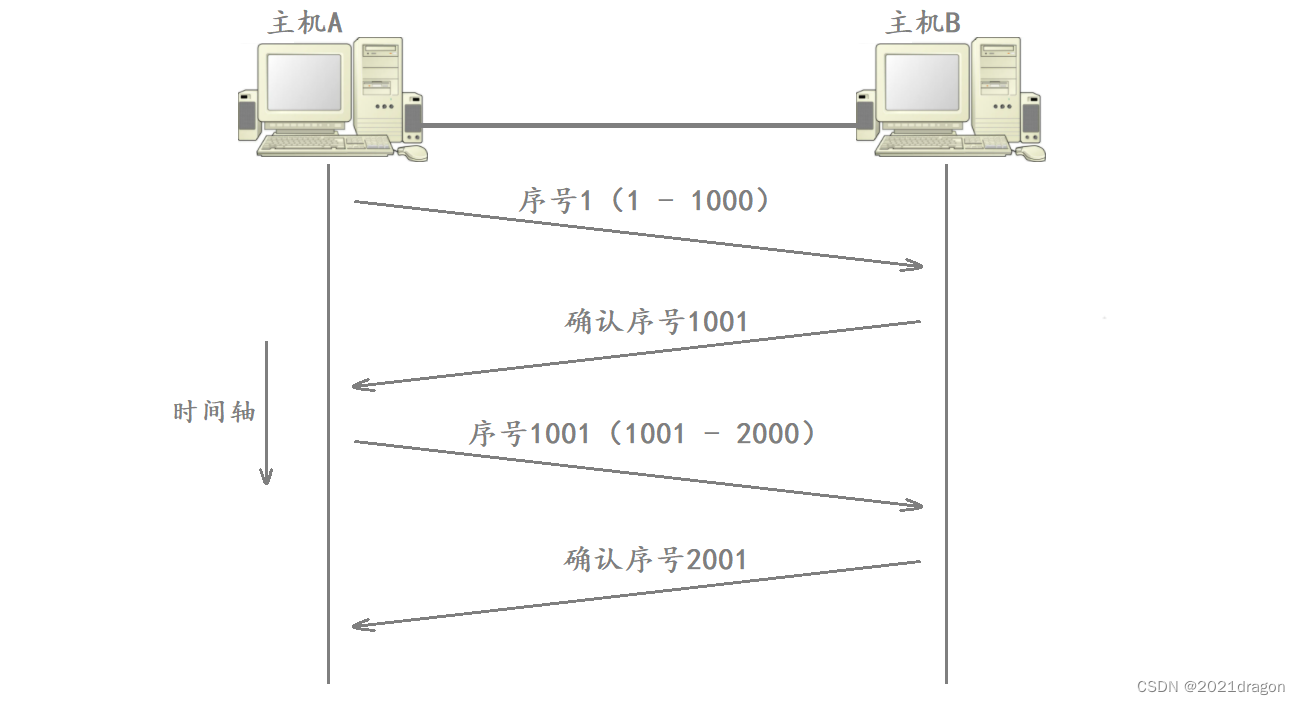 主机A
主机B
序号1（1 - 1000）
确认序号1001
时间轴
序号1001（1001 - 2000）
确认序号2001
CSDN @2021dragon